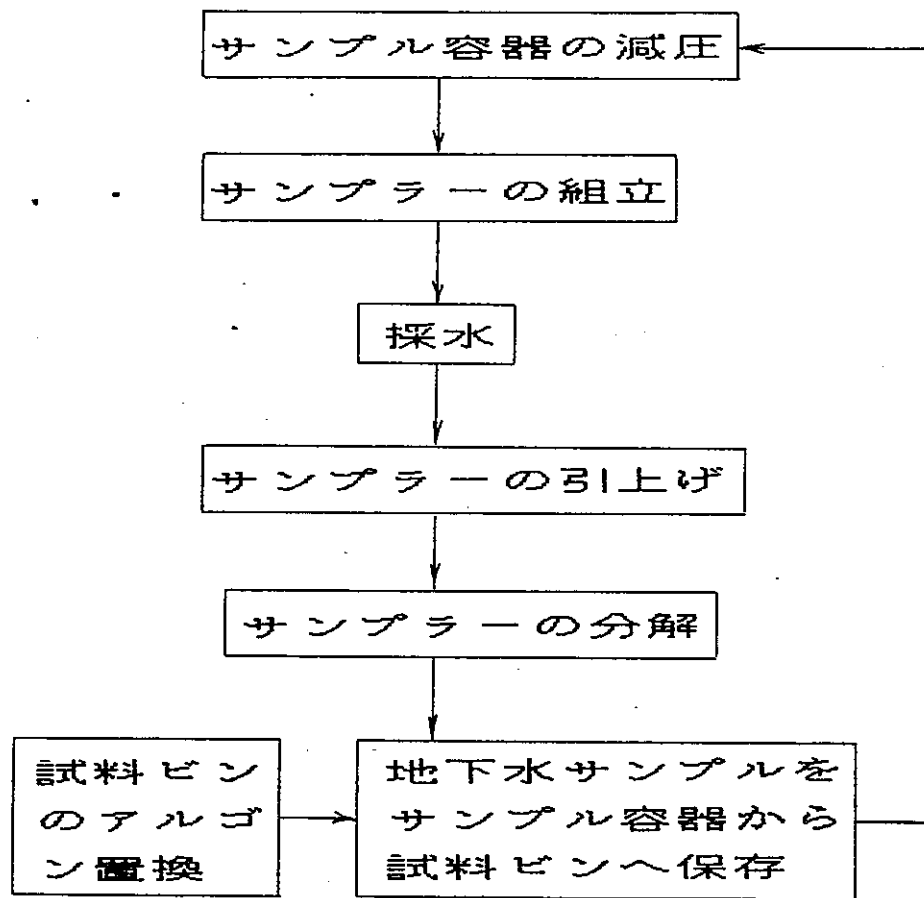 サンプル容器の減圧
サンプラーの組立
採水
サンプラーの引上げ
サンプラーの分解
試料ビン
のアルゴ
ン置換
地下水サンプルを
サンプル容器から
試料ビンへ保存